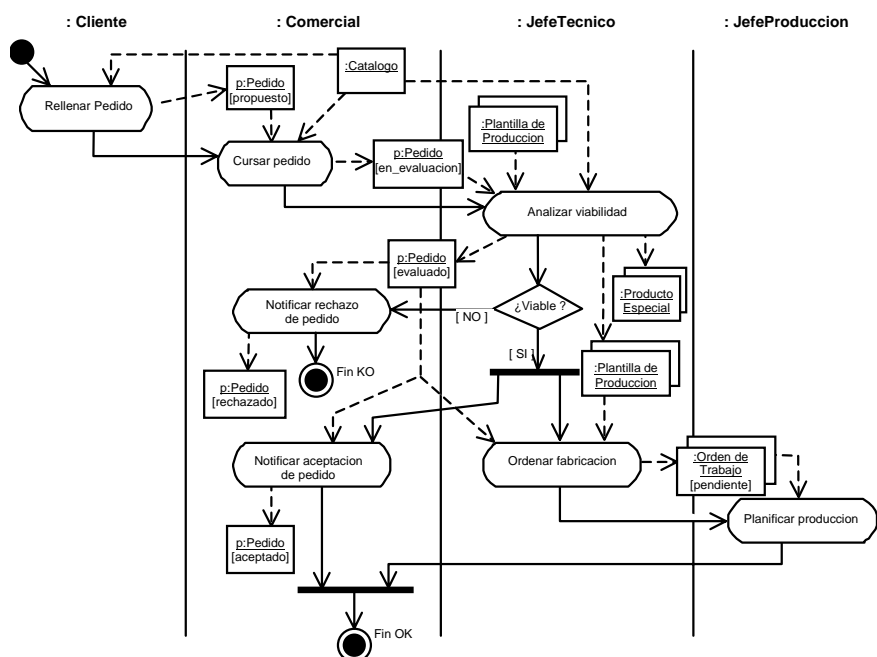 : Cliente
: Comercial
: JefeTecnico
: JefeProduccion
:Catalogo
p:Pedido
[propuesto]
Rellenar Pedido
:Plantilla de
Produccion
Cursar pedido
p:Pedido
[en_evaluacion]
Analizar viabilidad
p:Pedido
[evaluado]
:Producto
Especial
Notificar rechazo
de pedido
¿Viable ?
[ NO ]
[ SI ]
Fin KO
:Plantilla de
Produccion
p:Pedido
[rechazado]
Notificar aceptacion
de pedido
Ordenar fabricacion
:Orden de
Trabajo
[pendiente]
Planificar produccion
p:Pedido
[aceptado]
Fin OK